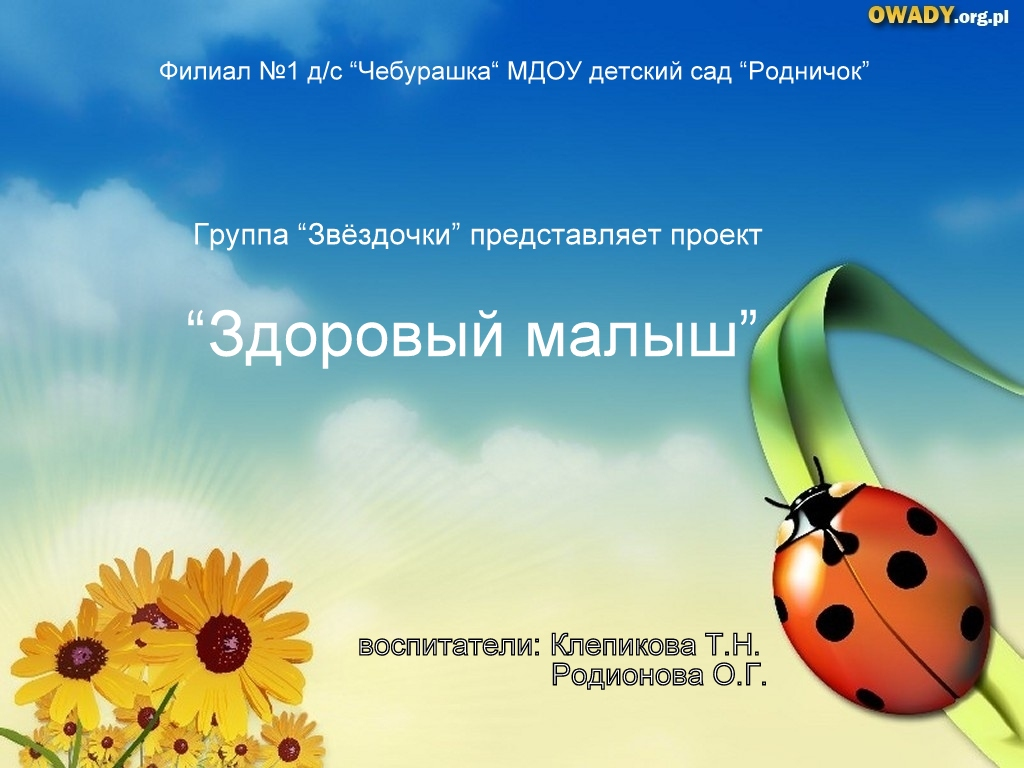 OWADY.org.pl
Филиал №1 д/с “Чебурашка“ МДОУ детский сад “Родничок”
Группа “Звёздочки” представляет проект
“Здоровый малыш”
воспитатели: Клепикова Т.Н.
Родионова О.Г.